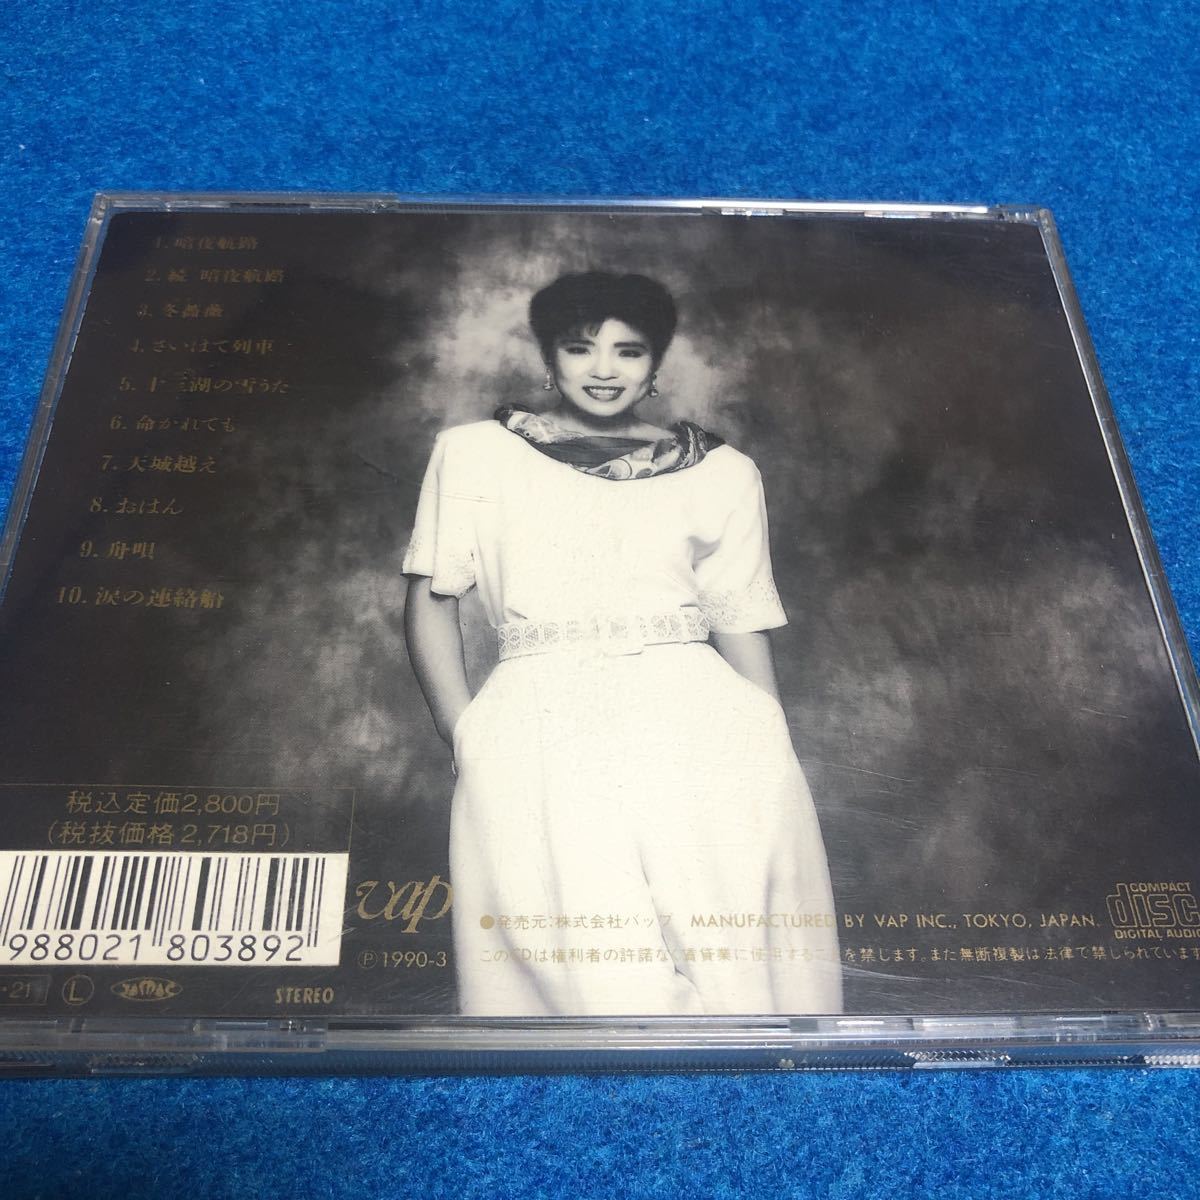 1. 暗夜航路
2. 続 暗夜航路
3. 冬薔薇
4. さいはて列車
5. 十三湖の雪うた
6. 命かれても
7. 天城越え
8. おはん
9. 舟唄
10. 涙の連絡船
税込定価2,800円
(税抜価格2,718円)
988021 803892
vap
●発売元:株式会社バップ MANUFACTURED BY VAP INC., TOKYO, JAPAN.
Ⓟ1990-3
このCDは権利者の許諾なく賃貸業に使用することを禁じます。また無断複製は法律で禁じられています
COMPACT
disc
DIGITAL AUDIO
・21
Ⓛ
JASRAC
STEREO